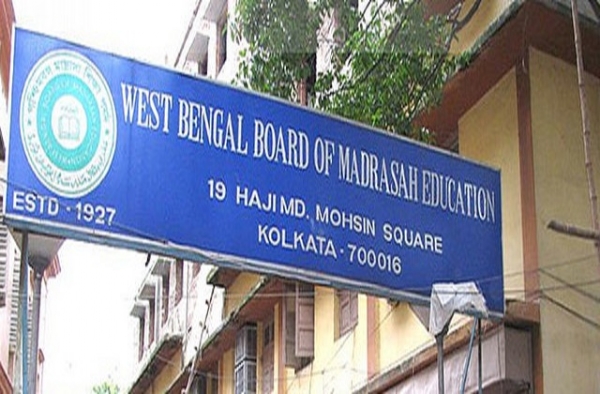 WEST BENGAL BOARD OF MADRASAH EDUCATION
19 HAJI MD. MOHSIN SQUARE
KOLKATA - 700016
ESTD - 1927